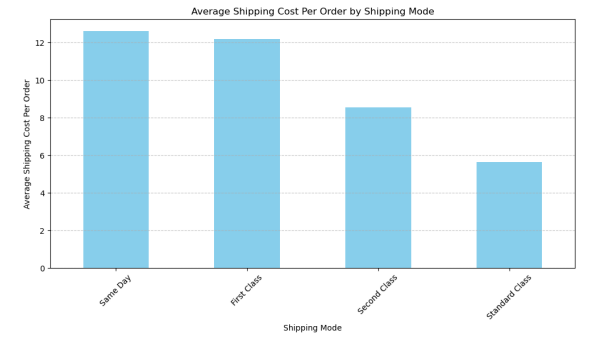 Average Shipping Cost Per Order by Shipping Mode
Average Shipping Cost Per Order
12
10
8
6
4
2
0
Same Day
First Class
Second Class
Standard Class
Shipping Mode